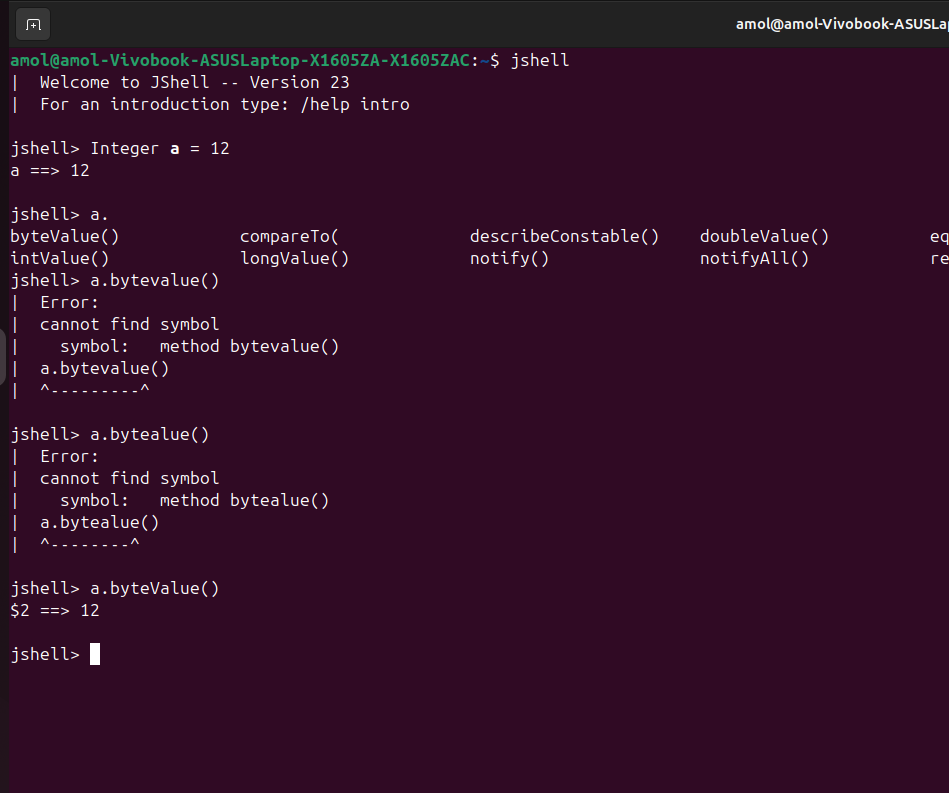 amol@amol-Vivobook-ASUSLap
amol@amol-Vivobook-ASUSLaptop-X1605ZA-X1605ZAC:~$ jshell
|  Welcome to JShell -- Version 23
|  For an introduction type: /help intro
jshell> Integer a = 12
a ==> 12
jshell> a.
byteValue()            compareTo(             describeConstable()    doubleValue()          eq
intValue()             longValue()            notify()               notifyAll()            re
jshell> a.bytevalue()
|  Error:
|  cannot find symbol
|    symbol:   method bytevalue()
|  a.bytevalue()
|  ^---------^
jshell> a.bytealue()
|  Error:
|  cannot find symbol
|    symbol:   method bytealue()
|  a.bytealue()
|  ^--------^
jshell> a.byteValue()
$2 ==> 12
jshell>